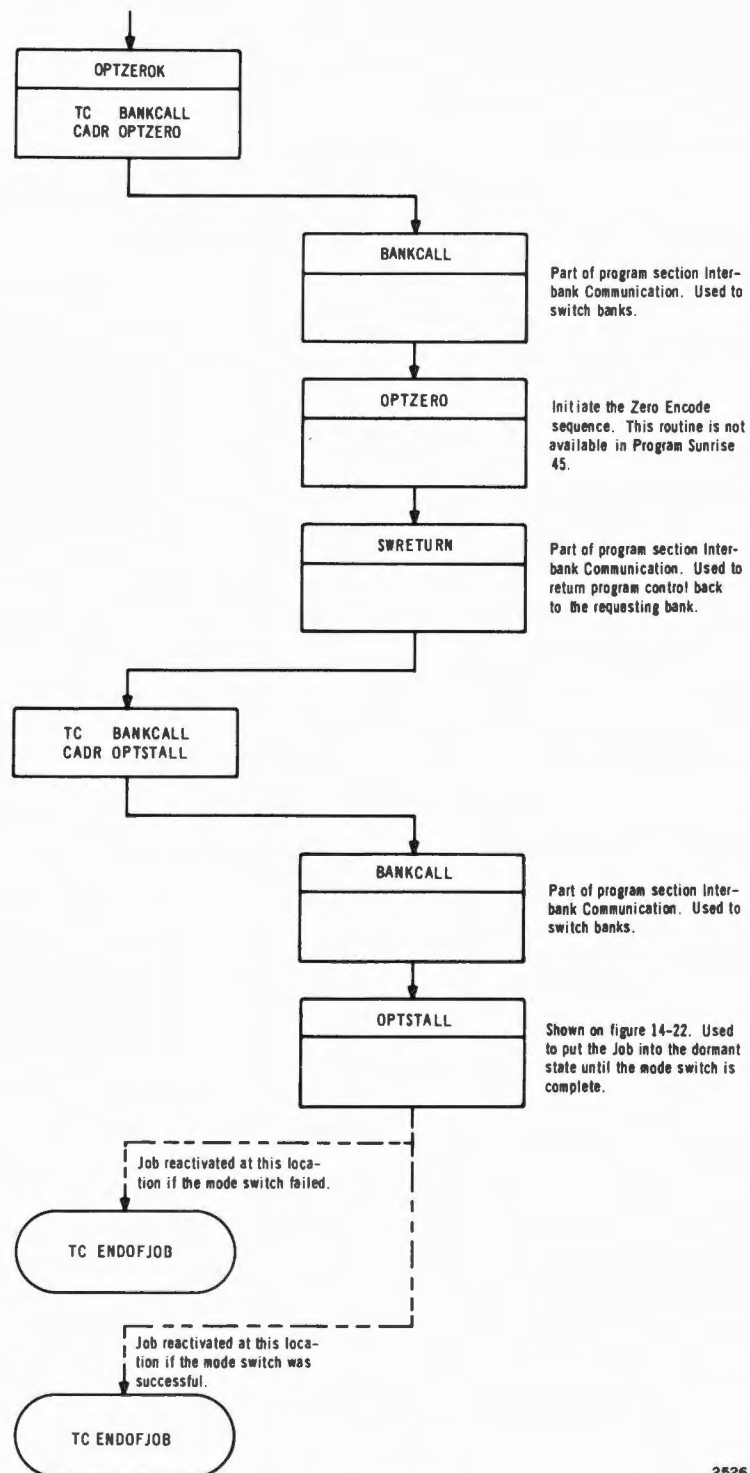 OPTZEROK
TC BANKCALL
CADR OPTZERO
BANKCALL
Part of program section Inter-
bank Communication. Used to
switch banks.
OPTZERO
Initiate the Zero Encode
sequence. This routine is not
available in Program Sunrise
45.
SWRETURN
Part of program section Inter-
bank Communication. Used to
return program control back
to the requesting bank.
TC BANKCALL
CADR OPTSTALL
BANKCALL
Part of program section Inter-
bank Communication. Used to
switch banks.
OPTSTALL
Shown on figure 14-22. Used
to put the Job into the dormant
state until the mode switch is
complete.
Job reactivated at this loca-
tion if the mode switch failed.
TC ENDOFJOB
Job reactivated at this loca-
tion if the mode switch was
successful.
TC ENDOFJOB